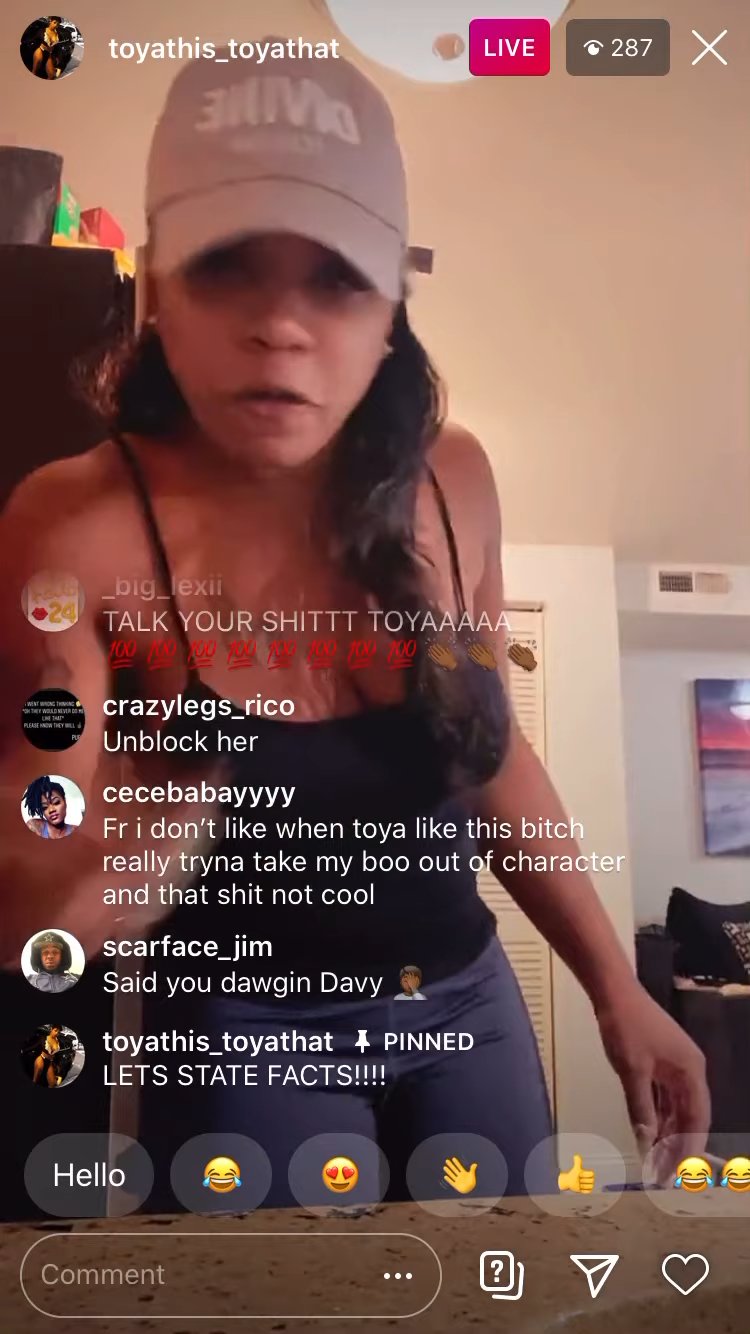 toyathis_toyathat
LIVE
287
DIVINE
_big_lexii
TALK YOUR SHITTT TOYAAAAA
💯 💯 💯 💯 💯 💯 💯 💯 👏🏾 👏🏾 👏🏾
crazylegs_rico
Unblock her
cecebabayyyy
Fr i don’t like when toya like this bitch
really tryna take my boo out of character
and that shit not cool
scarface_jim
Said you dawgin Davy 🤦🏾‍♂️
toyathis_toyathat PINNED
LETS STATE FACTS!!!!
Hello 😂 😍 👋 👍 😂😂
Comment